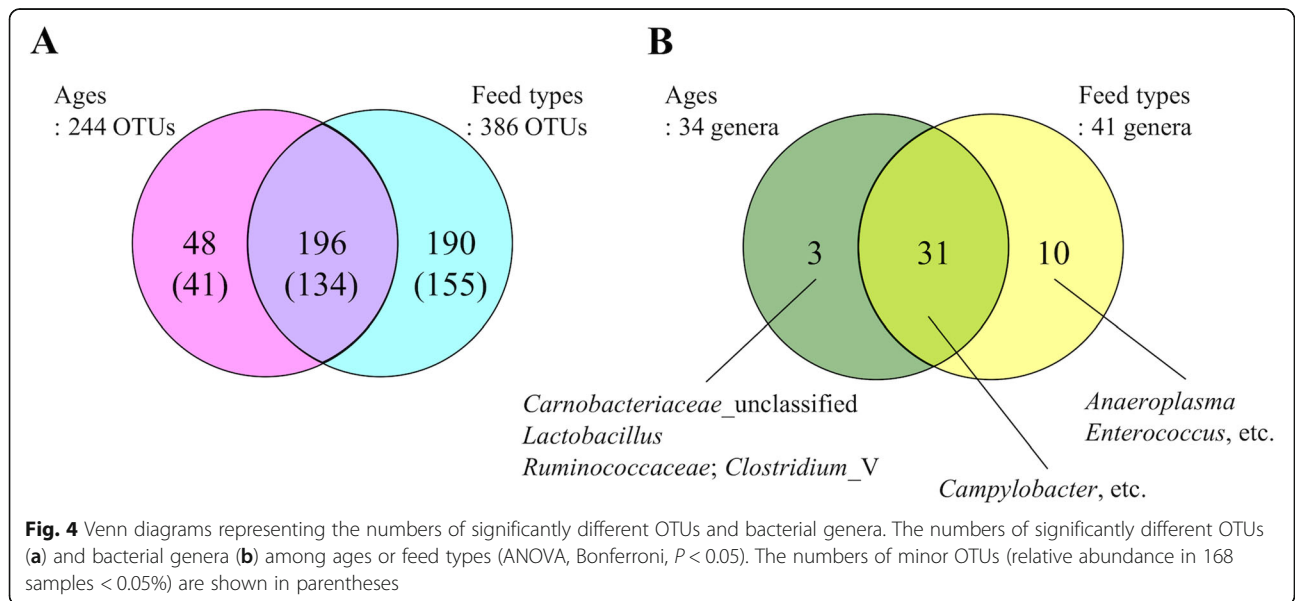 A
B
Ages
: 244 OTUs
Feed types
: 386 OTUs
48
(41)
196
(134)
190
(155)
Ages
: 34 genera
Feed types
: 41 genera
3
31
10
Carnobacteriaceae_unclassified
Lactobacillus
Ruminococcaceae; Clostridium_V
Anaeroplasma
Enterococcus, etc.
Campylobacter, etc.
Fig. 4 Venn diagrams representing the numbers of significantly different OTUs and bacterial genera. The numbers of significantly different OTUs
(a) and bacterial genera (b) among ages or feed types (ANOVA, Bonferroni, P < 0.05). The numbers of minor OTUs (relative abundance in 168
samples < 0.05%) are shown in parentheses